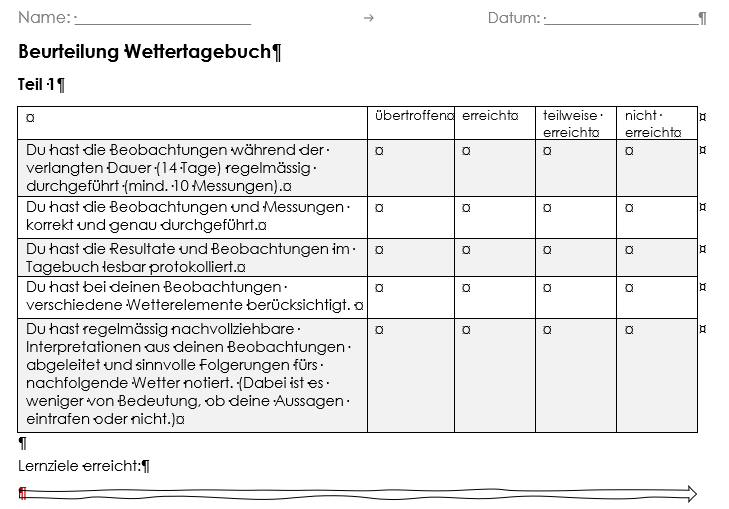 Name: ____________________ → Datum: ____________________
Beurteilung Wettertagebuch
Teil 1
übertroffen erreicht teilweise nicht
erreicht erreicht
Du hast die Beobachtungen während der
verlangten Dauer (14 Tage) regelmässig
durchgeführt (mind. 10 Messungen).
Du hast die Beobachtungen und Messungen
korrekt und genau durchgeführt.
Du hast die Resultate und Beobachtungen im
Tagebuch lesbar protokolliert.
Du hast bei deinen Beobachtungen
verschiedene Wetterelemente berücksichtigt.
Du hast regelmässig nachvollziehbare
Interpretationen aus deinen Beobachtungen
abgeleitet und sinnvolle Folgerungen fürs
nachfolgende Wetter notiert. (Dabei ist es
weniger von Bedeutung, ob deine Aussagen
eintrafen oder nicht.)
Lernziele erreicht: